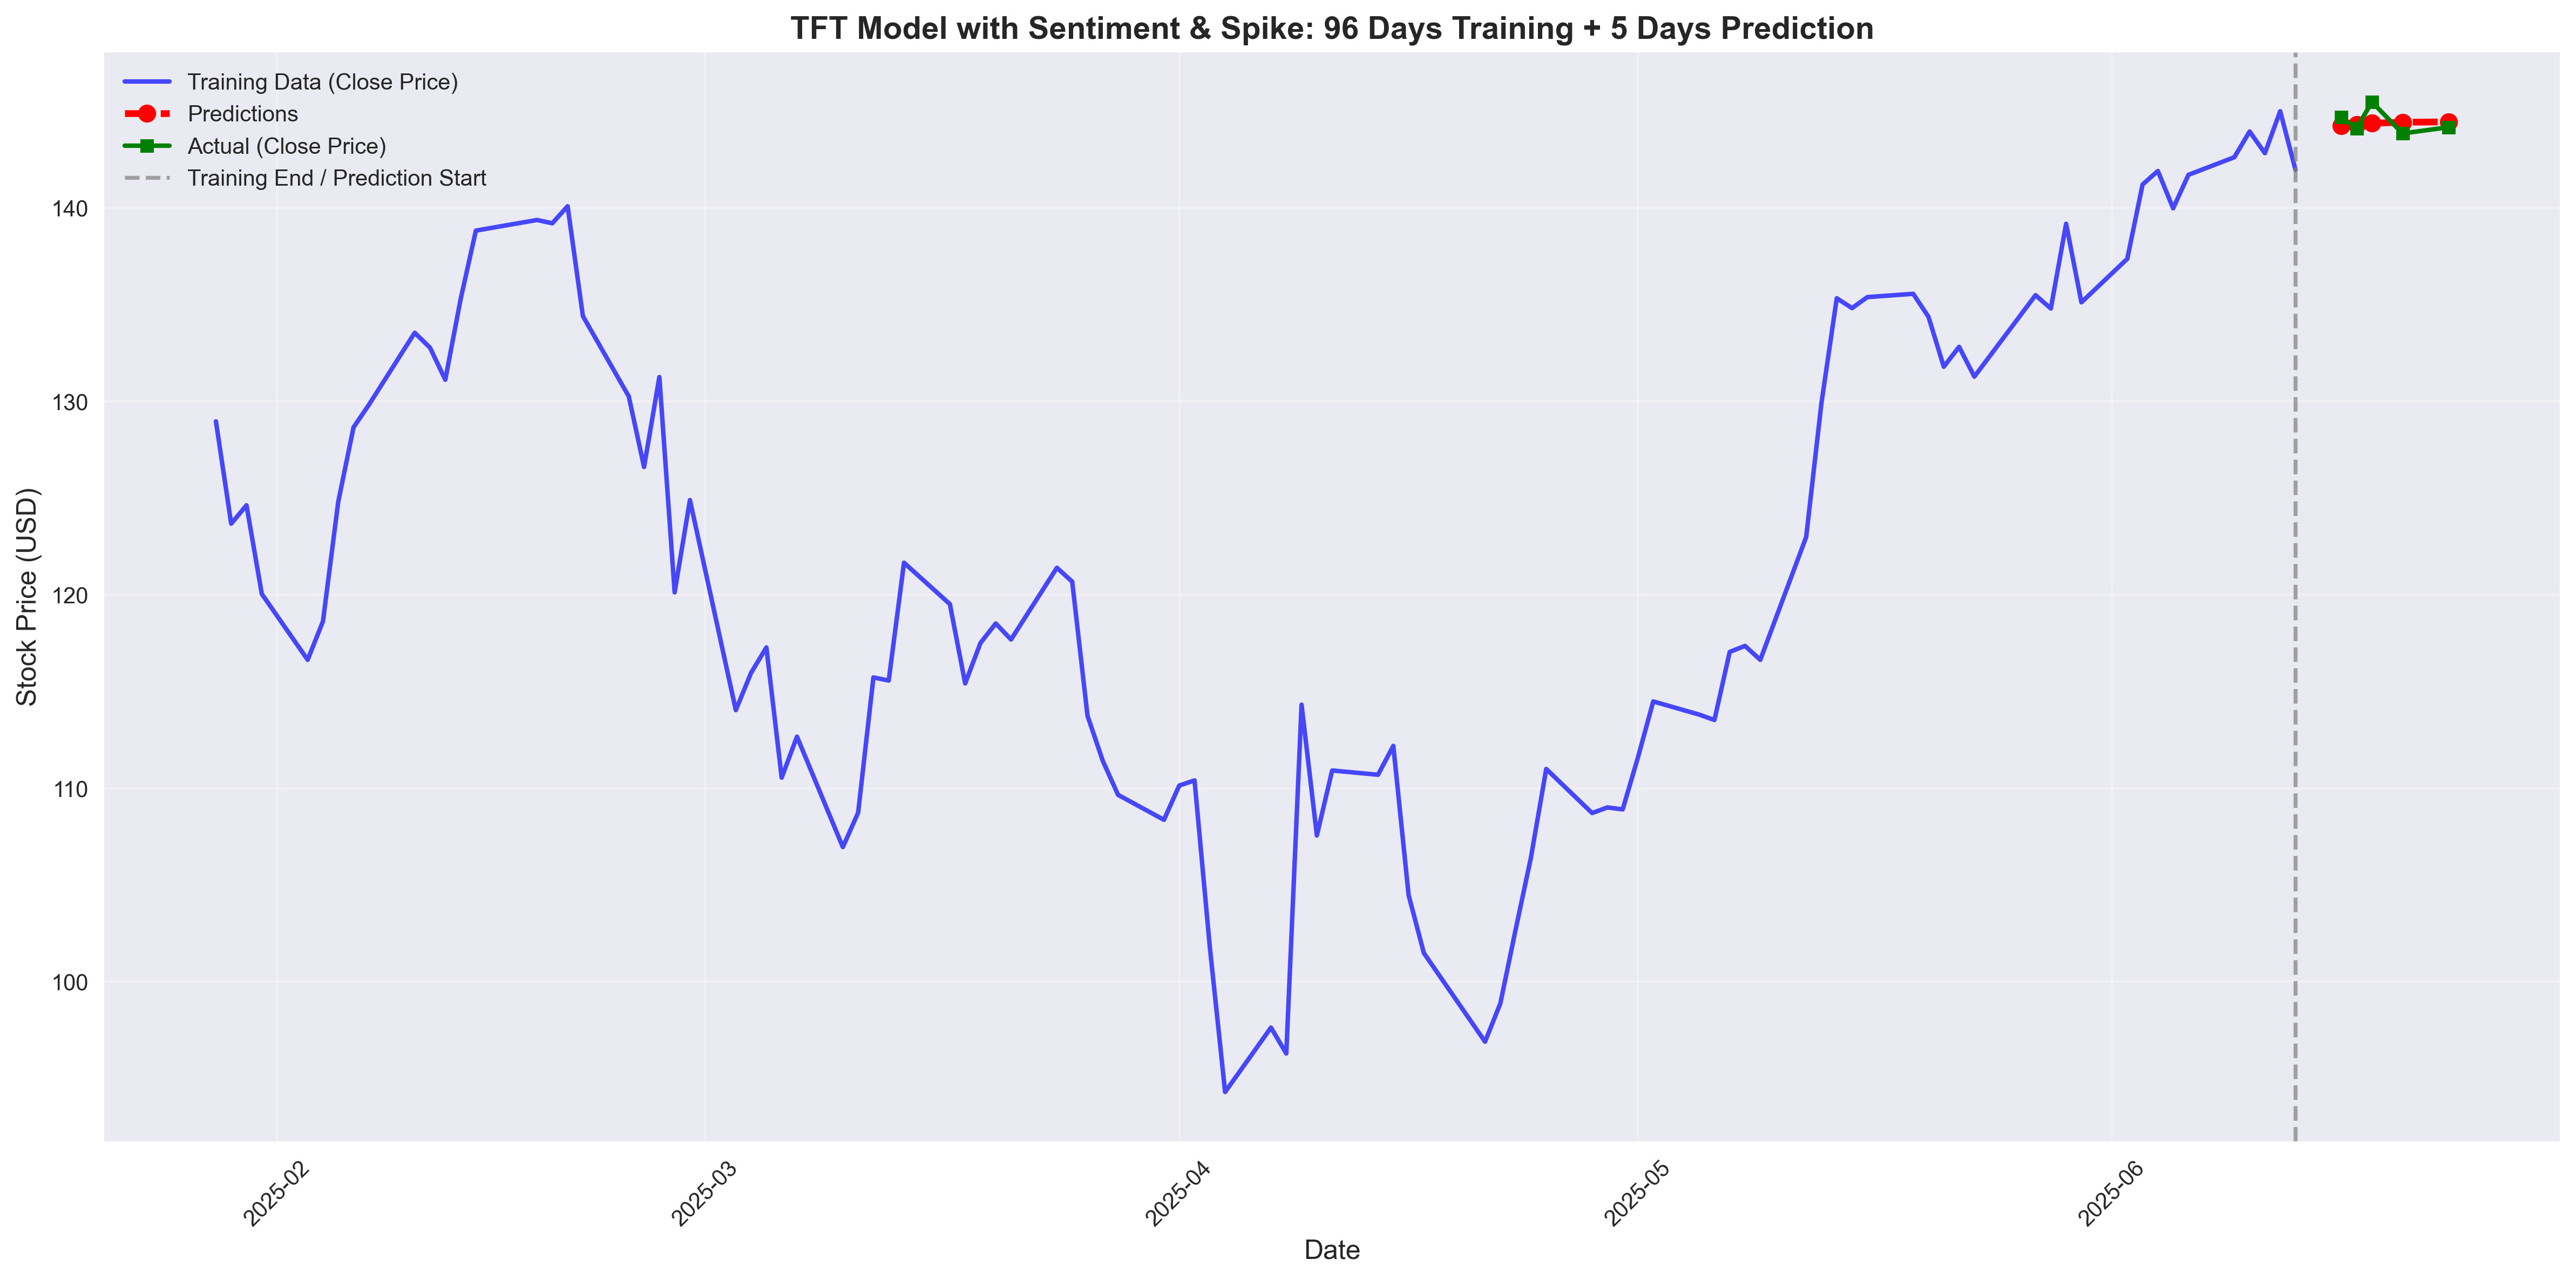 TFT Model with Sentiment & Spike: 96 Days Training + 5 Days Prediction
Training Data (Close Price)
Predictions
Actual (Close Price)
Training End / Prediction Start
Stock Price (USD)
140
130
120
110
100
2025-02
2025-03
2025-04
2025-05
2025-06
Date